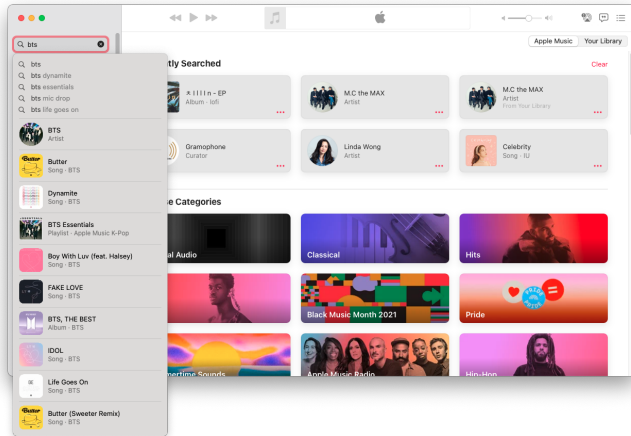 bts
Apple Music
Your Library
bts
bts dynamite
bts essentials
bts mic drop
bts life goes on
BTS
Artist
Butter
Song · BTS
Dynamite
Song · BTS
BTS Essentials
Playlist · Apple Music K-Pop
Boy With Luv (feat. Halsey)
Song · BTS
FAKE LOVE
Song · BTS
BTS, THE BEST
Album · BTS
IDOL
Song · BTS
Life Goes On
Song · BTS
Butter (Sweeter Remix)
Song · BTS
ntly Searched
Clear
n - EP
Album · lofi
M.C the MAX
Artist
M.C the MAX
Artist
From Your Library
Gramophone
Curator
Linda Wong
Artist
Celebrity
Song · IU
se Categories
al Audio
Classical
Hits
Black Music Month 2021
Pride
mertime Sounds
Apple Music Radio
Hip-Hop